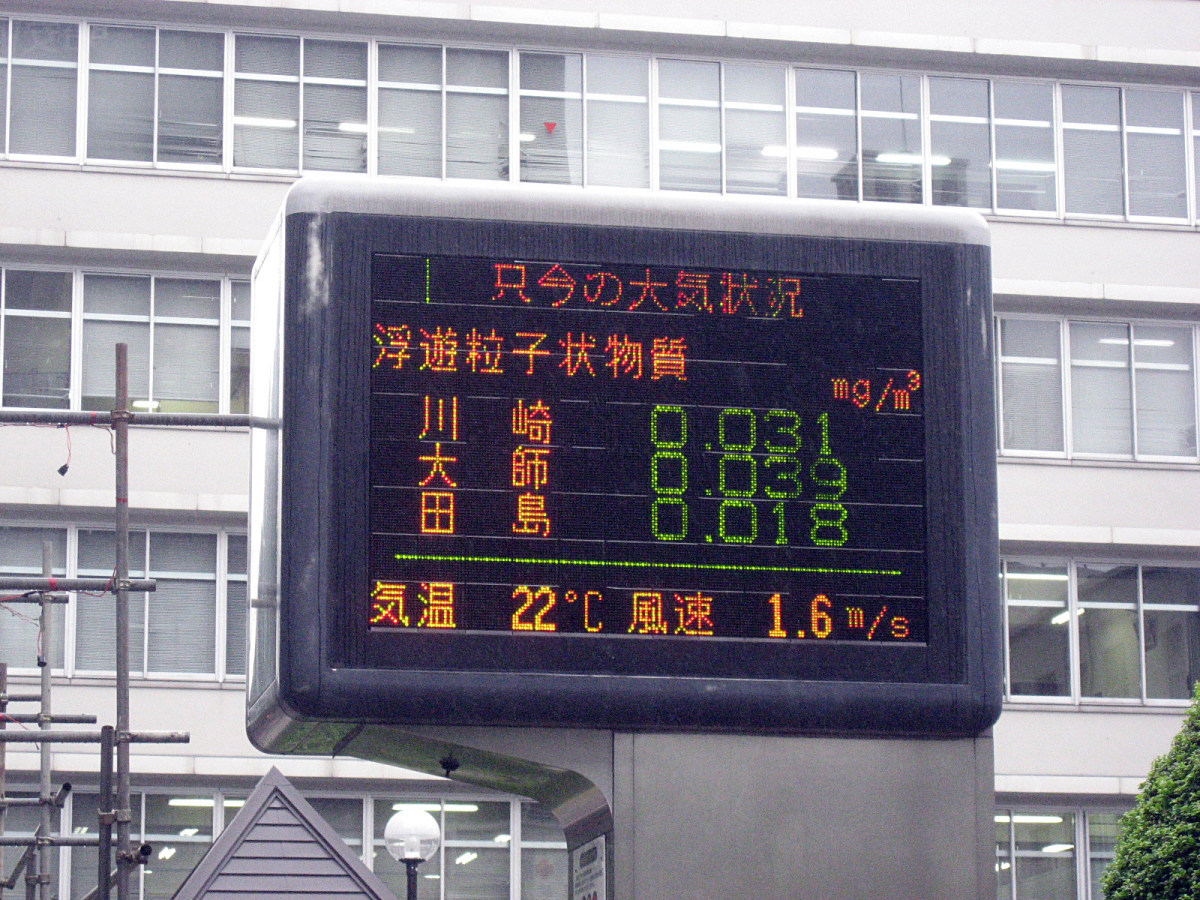 只今の大気状況
浮遊粒子状物質
mg/m³
川崎 0.031
大師 0.039
田島 0.018
気温 22℃ 風速 1.6 m/s